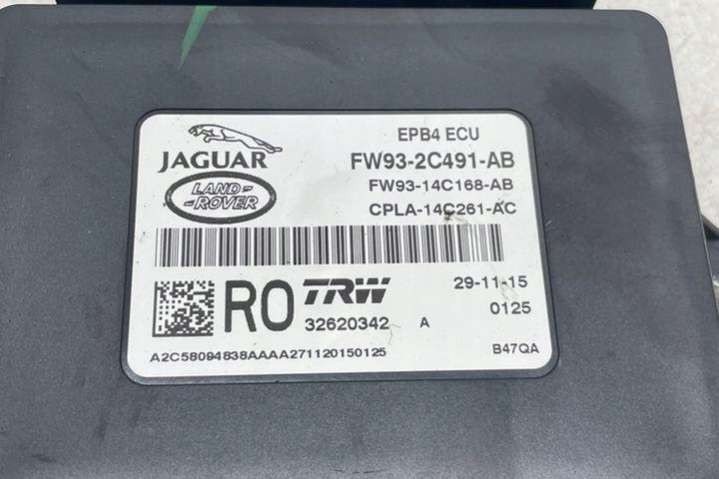 JAGUAR
LAND-
-ROVER
EPB4 ECU
FW93-2C491-AB
FW93-14C168-AB
CPLA-14C261-AC
RO
TRW
32620342 A
29-11-15
0125
A2C58094838AAAA271120150125
B47QA